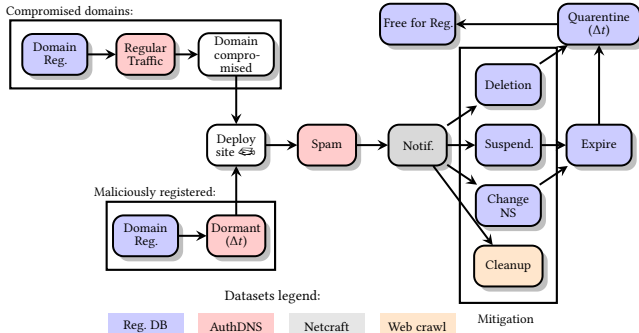 Compromised domains:
Domain
Reg.
Regular
Traffic
Domain
compro-
mised
Free for Reg.
Quarentine
(Δt)
Deletion
Deploy
site
Spam
Notif.
Suspend.
Expire
Maliciously registered:
Domain
Reg.
Dormant
(Δt)
Change
NS
Cleanup
Mitigation
Datasets legend:
Reg. DB
AuthDNS
Netcraft
Web crawl